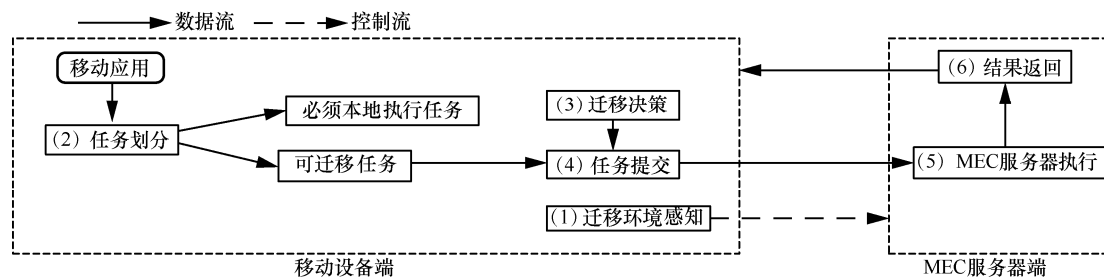 数据流 控制流
移动应用
(6) 结果返回
必须本地执行任务
(3) 迁移决策
(2) 任务划分
可迁移任务
(4) 任务提交
(5) MEC服务器执行
(1) 迁移环境感知
移动设备端
MEC服务器端